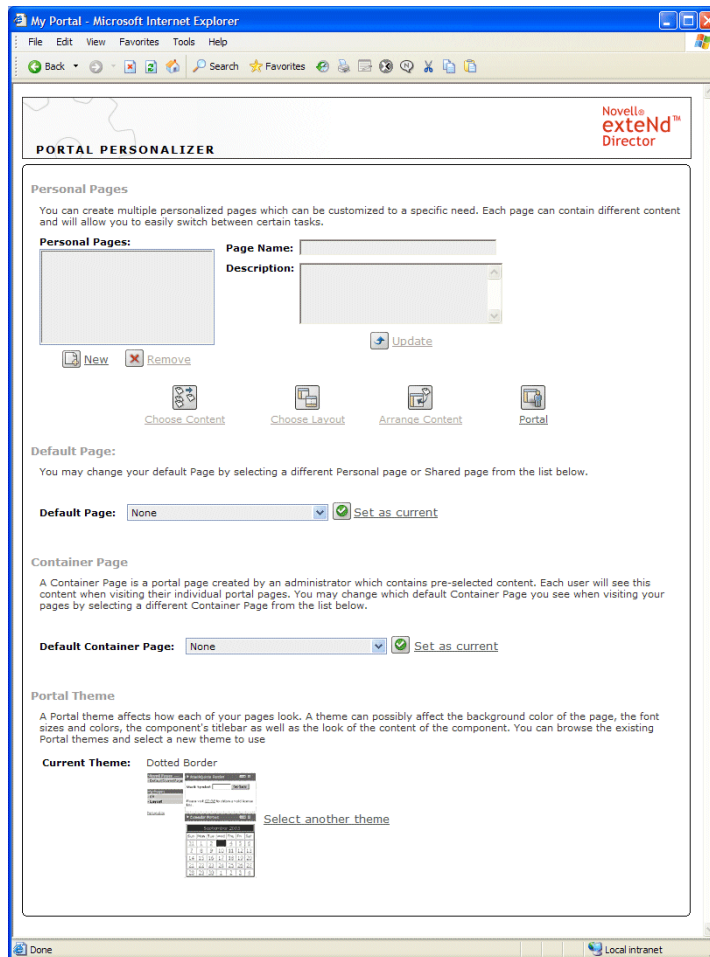 My Portal - Microsoft Internet Explorer
File Edit View Favorites Tools Help
Back Search Favorites
Novell®
exteNd™
Director
PORTAL PERSONALIZER
Personal Pages
You can create multiple personalized pages which can be customized to a specific need. Each page can contain different content
and will allow you to easily switch between certain tasks.
Personal Pages:
Page Name:
Description:
Update
New Remove
Choose Content Choose Layout Arrange Content Portal
Default Page:
You may change your default Page by selecting a different Personal page or Shared page from the list below.
Default Page: None Set as current
Container Page
A Container Page is a portal page created by an administrator which contains pre-selected content. Each user will see this
content when visiting their individual portal pages. You may change which default Container Page you see when visiting your
pages by selecting a different Container Page from the list below.
Default Container Page: None Set as current
Portal Theme
A Portal theme affects how each of your pages look. A theme can possibly affect the background color of the page, the font
sizes and colors, the component's titlebar as well as the look of the content of the component. You can browse the existing
Portal themes and select a new theme to use
Current Theme: Dotted Border
Select another theme
Done Local intranet